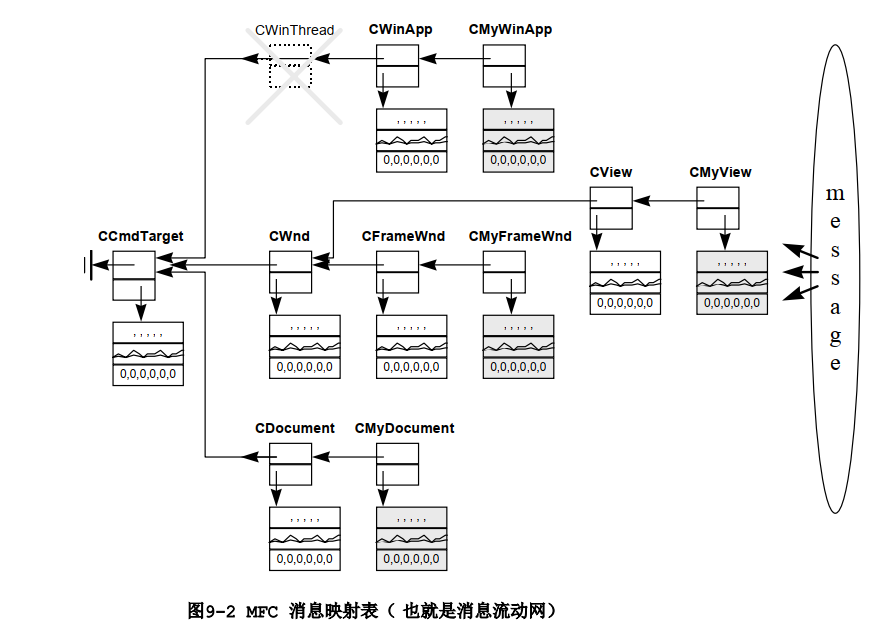 CWinThread CWinApp CMyWinApp
, , , , , , , , , ,
0,0,0,0,0,0 0,0,0,0,0,0
CView CMyView
, , , , , , , , , ,
0,0,0,0,0,0 0,0,0,0,0,0
message
CCmdTarget CWnd CFrameWnd CMyFrameWnd
, , , , , , , , , , , , , , , , , , , ,
0,0,0,0,0,0 0,0,0,0,0,0 0,0,0,0,0,0 0,0,0,0,0,0
CDocument CMyDocument
, , , , , , , , , ,
0,0,0,0,0,0 0,0,0,0,0,0
图9-2 MFC 消息映射表（ 也就是消息流动网）